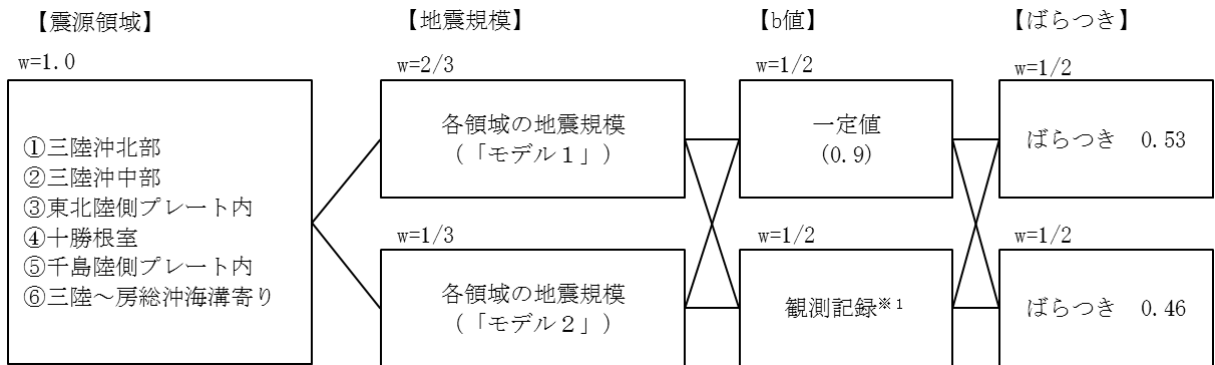 【震源領域】
w=1.0
①三陸沖北部
②三陸沖中部
③東北陸側プレート内
④十勝根室
⑤千島陸側プレート内
⑥三陸～房総沖海溝寄り
【地震規模】
w=2/3
各領域の地震規模
(「モデル１」)
w=1/3
各領域の地震規模
(「モデル２」)
【b値】
w=1/2
一定値
(0.9)
w=1/2
観測記録※1
【ばらつき】
w=1/2
ばらつき 0.53
w=1/2
ばらつき 0.46